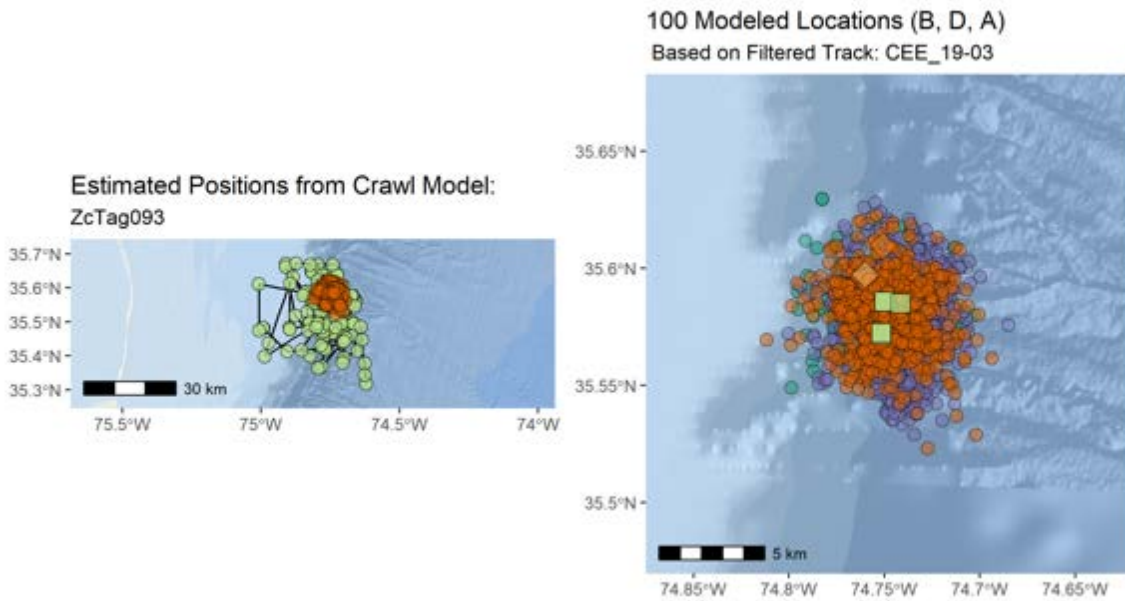 Estimated Positions from Crawl Model:
ZcTag093
35.7°N
35.6°N
35.5°N
35.4°N
35.3°N
30 km
75.5°W
75°W
74.5°W
74°W
100 Modeled Locations (B, D, A)
Based on Filtered Track: CEE_19-03
35.65°N
35.6°N
35.55°N
35.5°N
5 km
74.85°W
74.8°W
74.75°W
74.7°W
74.65°W